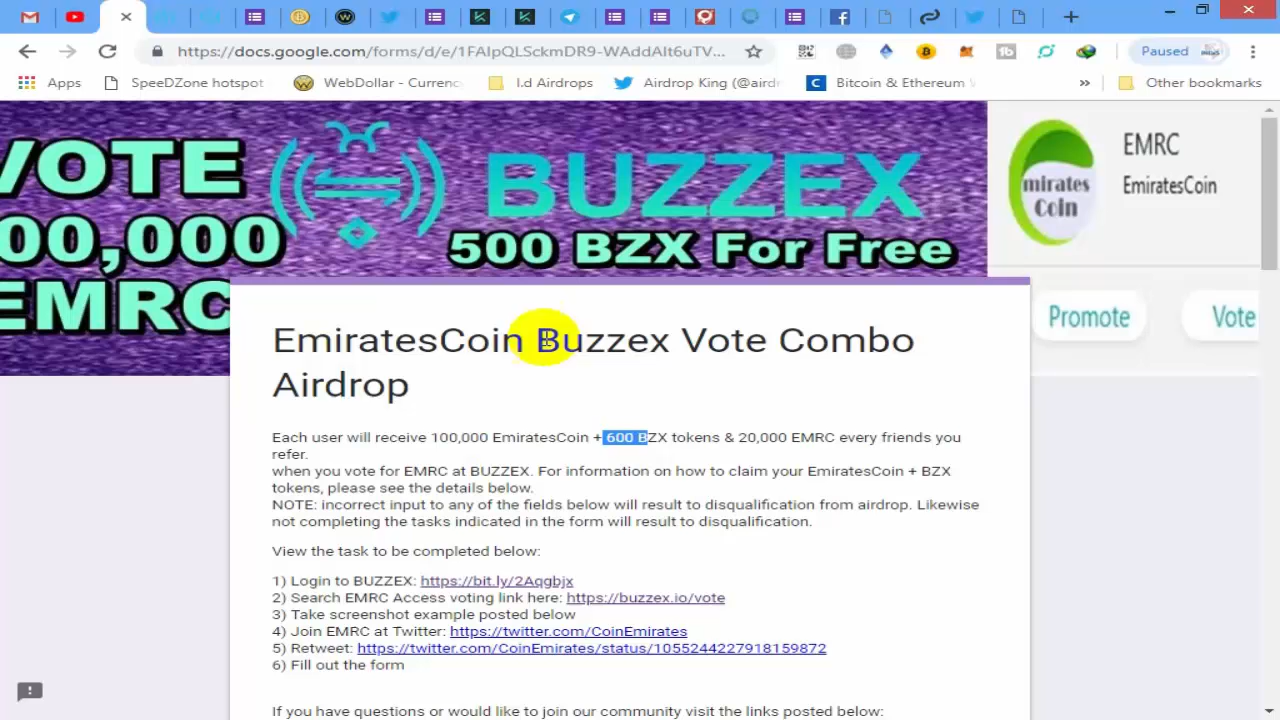 https://docs.google.com/forms/d/e/1FAIpQLSckmDR9-WAddAIt6uTV...
Paused
Apps
SpeeDZone hotspot
WebDollar - Currenc
I.d Airdrops
Airdrop King (@aird
Bitcoin & Ethereum
»
Other bookmarks
VOTE
00,000
EMRC
BUZZEX
500 BZX For Free
mirates
Coin
EMRC
EmiratesCoin
Promote
Vote
EmiratesCoin Buzzex Vote Combo
Airdrop
Each user will receive 100,000 EmiratesCoin + 600 BZX tokens & 20,000 EMRC every friends you
refer.
when you vote for EMRC at BUZZEX. For information on how to claim your EmiratesCoin + BZX
tokens, please see the details below.
NOTE: incorrect input to any of the fields below will result to disqualification from airdrop. Likewise
not completing the tasks indicated in the form will result to disqualification.
View the task to be completed below:
1) Login to BUZZEX: https://bit.ly/2Aqgbjx
2) Search EMRC Access voting link here: https://buzzex.io/vote
3) Take screenshot example posted below
4) Join EMRC at Twitter: https://twitter.com/CoinEmirates
5) Retweet: https://twitter.com/CoinEmirates/status/1055244227918159872
6) Fill out the form
If you have questions or would like to join our community visit the links posted below: